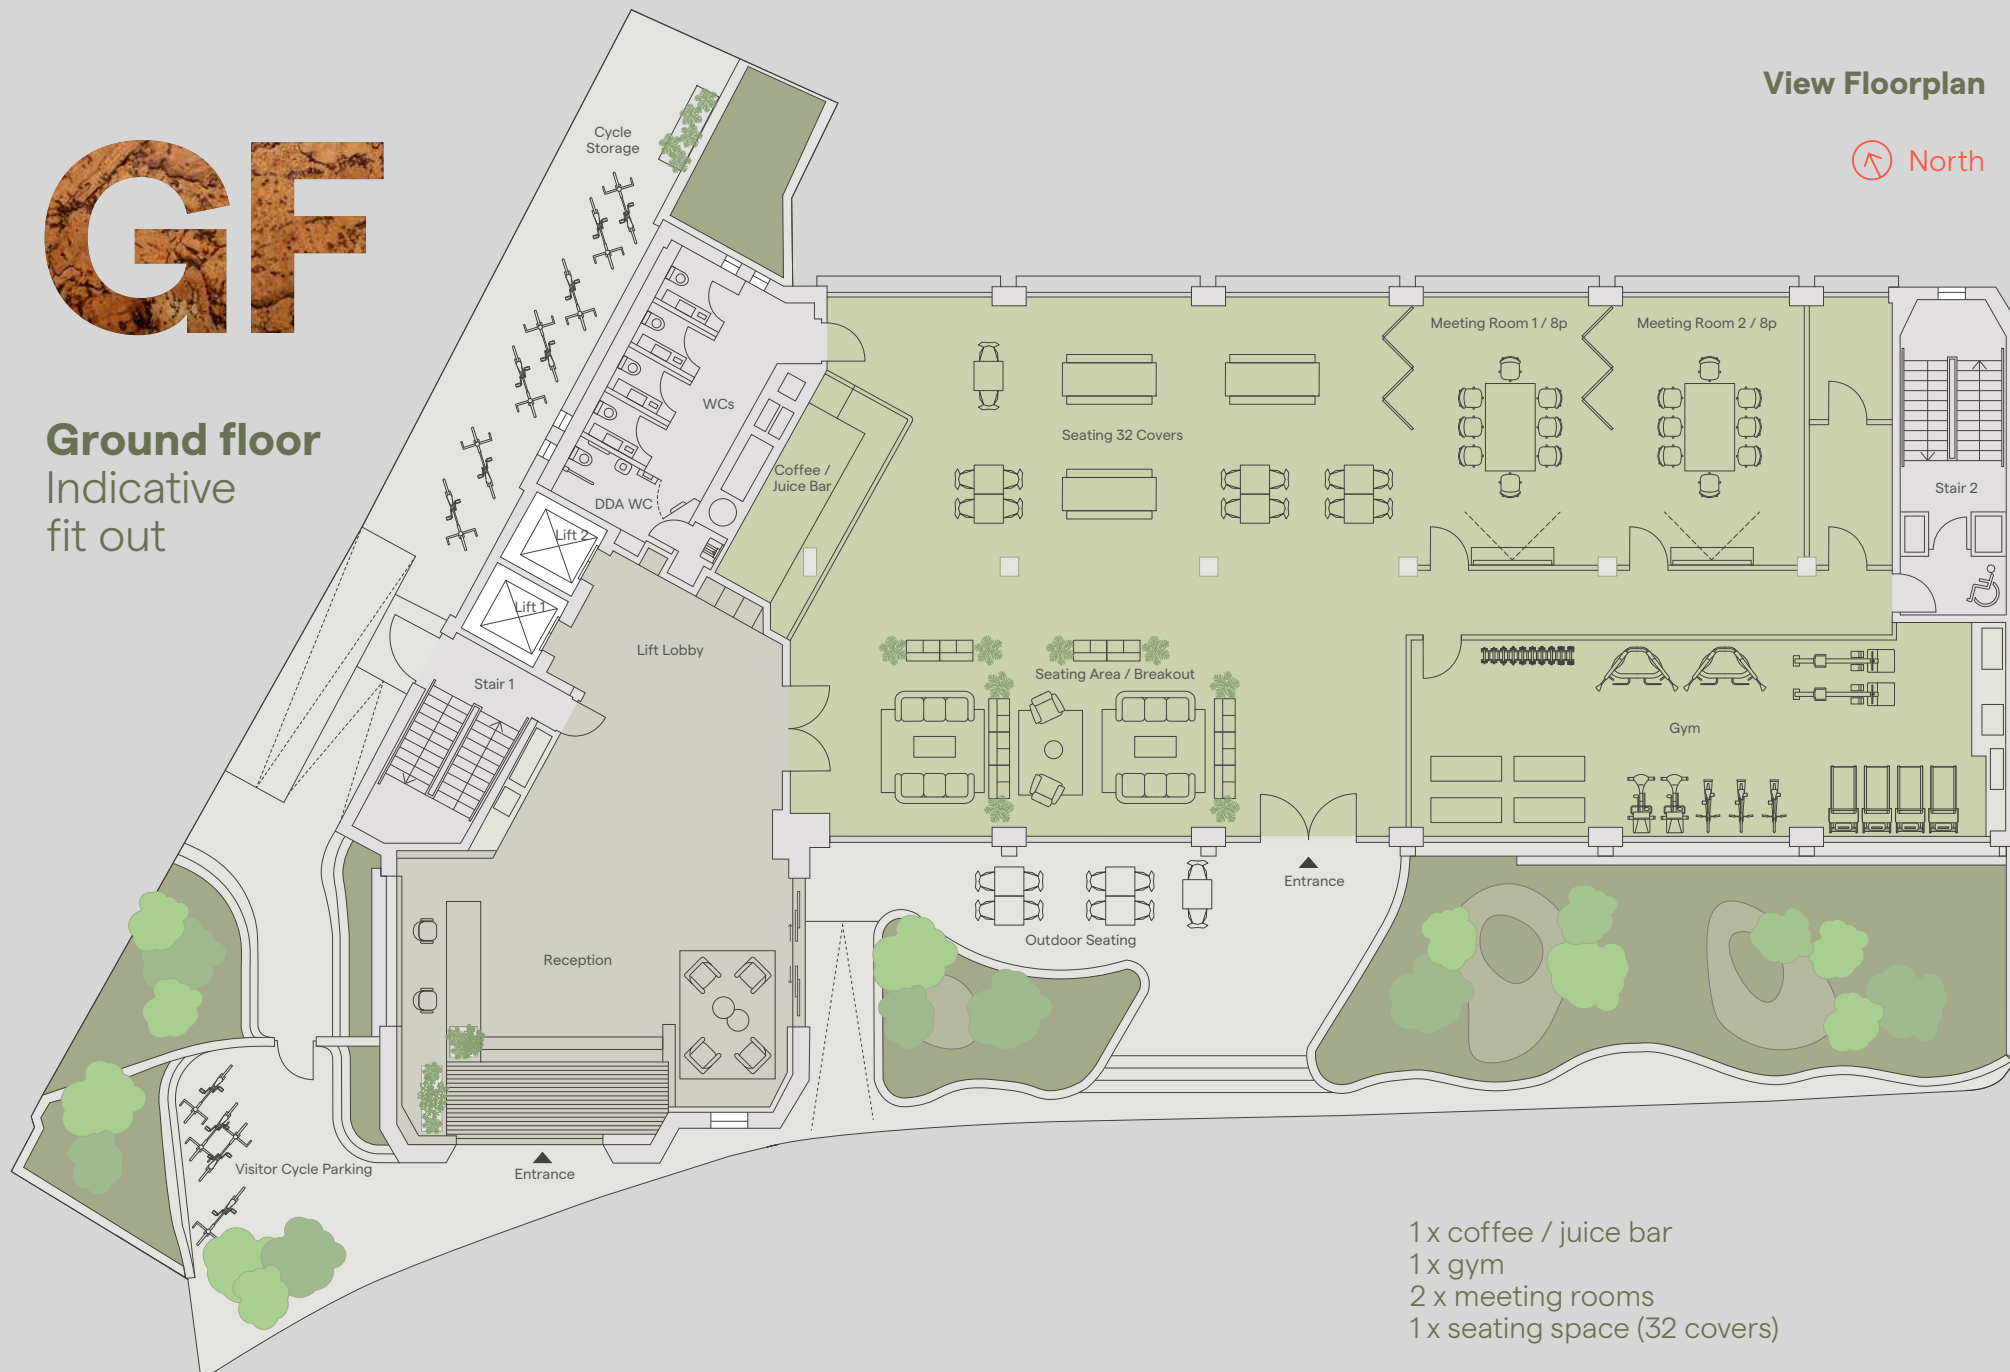 View Floorplan
North
GF
Ground floor
Indicative
fit out
Cycle
Storage
WCs
DDA WC
Lift 2
Lift 1
Stair 1
Lift Lobby
Coffee /
Juice Bar
Seating 32 Covers
Meeting Room 1 / 8p
Meeting Room 2 / 8p
Stair 2
Seating Area / Breakout
Gym
Entrance
Outdoor Seating
Reception
Visitor Cycle Parking
Entrance
1 x coffee / juice bar
1 x gym
2 x meeting rooms
1 x seating space (32 covers)